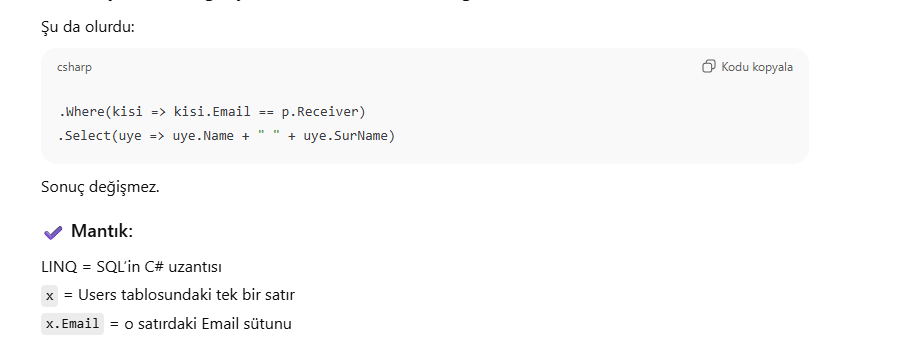 Şu da olurdu:
csharp
Kodu kopyala
.Where(kisi => kisi.Email == p.Receiver)
.Select(uye => uye.Name + " " + uye.SurName)
Sonuç değişmez.
Mantık:
LINQ = SQL'in C# uzantısı
x = Users tablosundaki tek bir satır
x.Email = o satırdaki Email sütunu